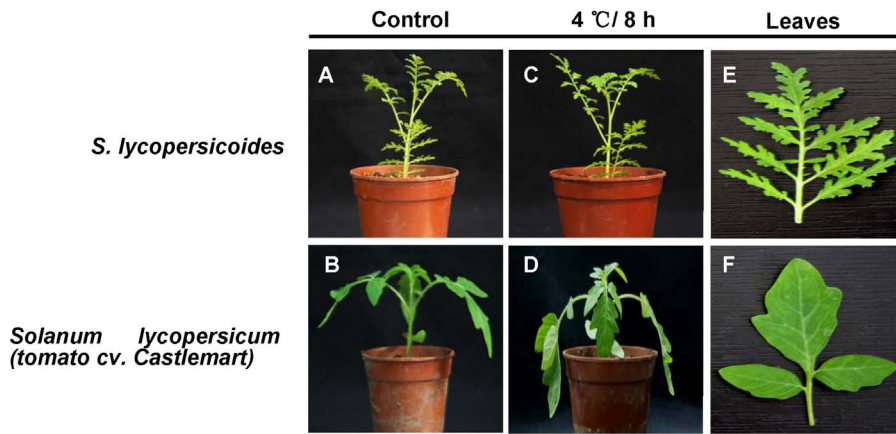 Control 4 ℃/ 8 h Leaves
A C E
S. lycopersicoides
B D F
Solanum lycopersicum
(tomato cv. Castlemart)